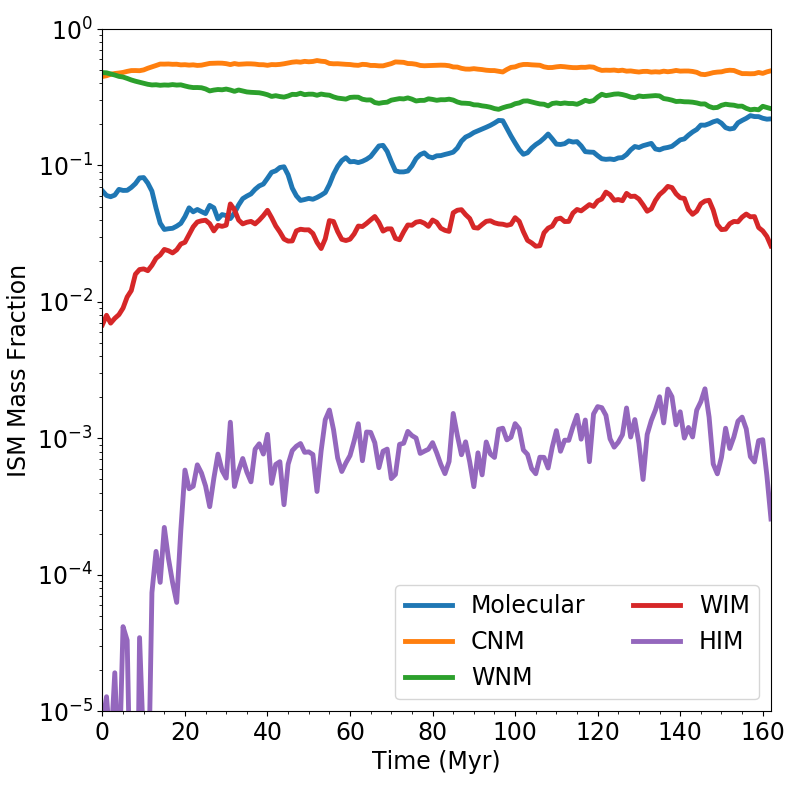 10^0
10^-1
10^-2
10^-3
10^-4
10^-5
ISM Mass Fraction
Molecular
CNM
WNM
WIM
HIM
0 20 40 60 80 100 120 140 160
Time (Myr)